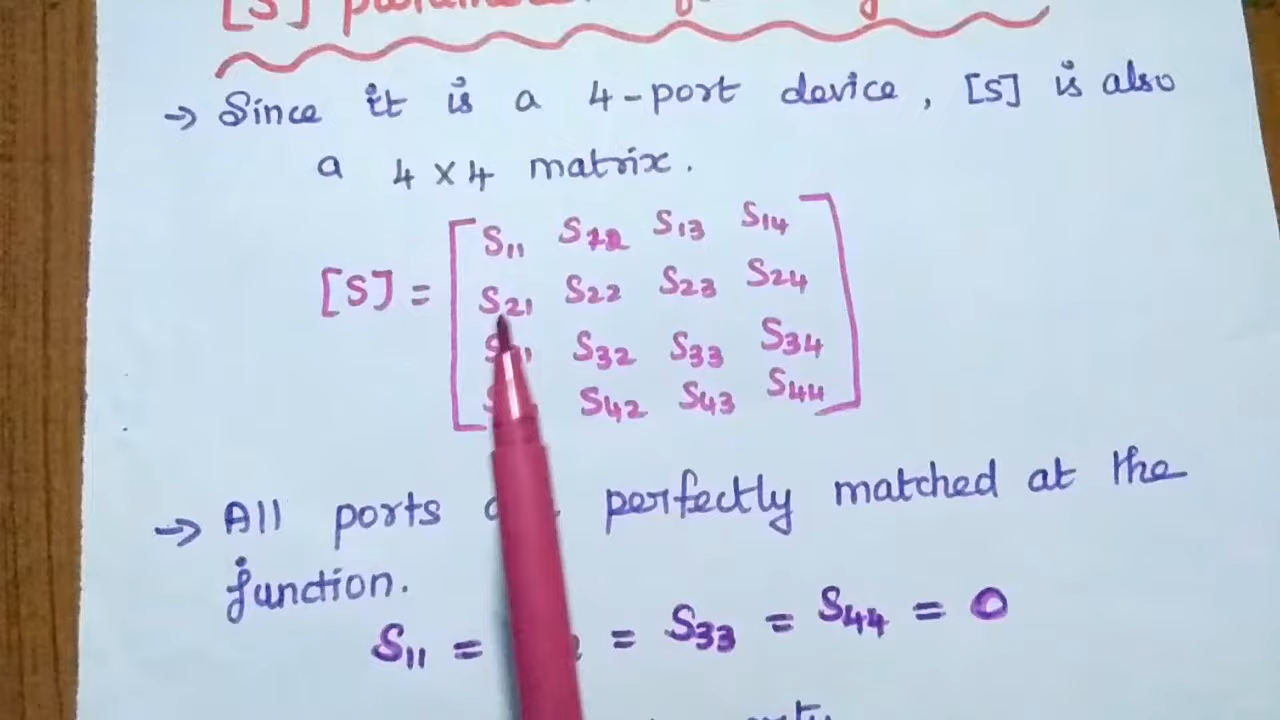 [S]
→ Since it is a 4-port device, [S] is also
a 4 × 4 matrix.
[S] = [ S11 S12 S13 S14
S21 S22 S23 S24
S32 S33 S34
S42 S43 S44 ]
→ All ports perfectly matched at the
junction.
S11 = = S33 = S44 = 0